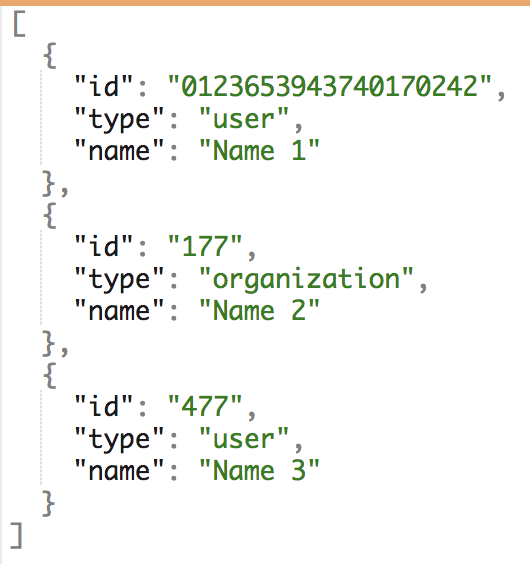 [
  {
    "id": "0123653943740170242",
    "type": "user",
    "name": "Name 1"
  },
  {
    "id": "177",
    "type": "organization",
    "name": "Name 2"
  },
  {
    "id": "477",
    "type": "user",
    "name": "Name 3"
  }
]